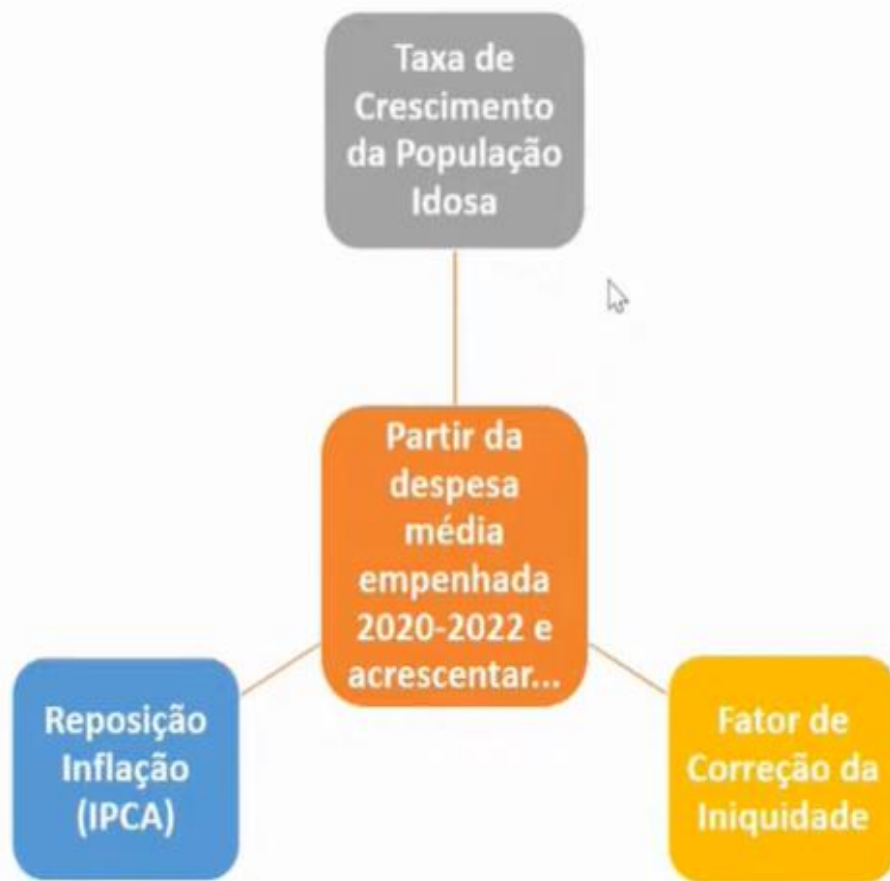 Taxa de
Crescimento
da População
Idosa
Partir da
despesa
média
empenhada
2020-2022 e
acrescentar...
Reposição
Inflação
(IPCA)
Fator de
Correção da
Iniquidade